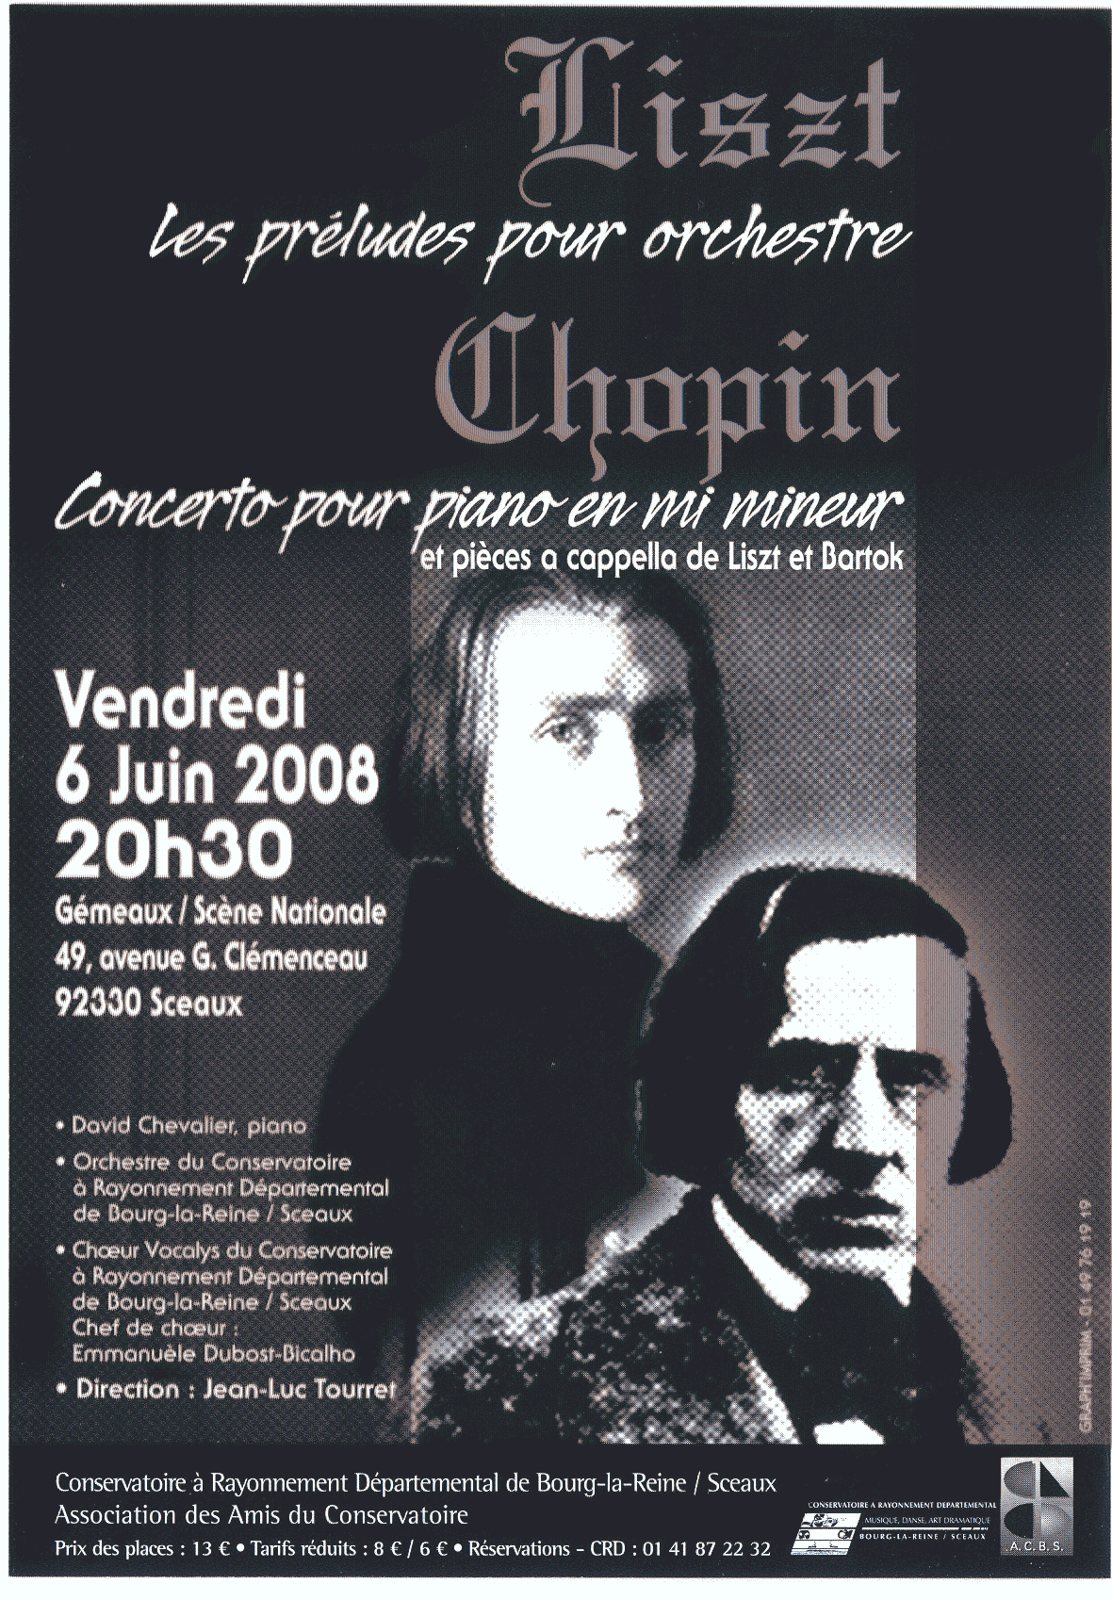 Liszt
Les préludes pour orchestre
Chopin
Concerto pour piano en mi mineur
et pièces a cappella de Liszt et Bartok
Vendredi
6 Juin 2008
20h30
Gémeaux / Scène Nationale
49, avenue G. Clémenceau
92330 Sceaux
• David Chevalier, piano
• Orchestre du Conservatoire
à Rayonnement Départemental
de Bourg-la-Reine / Sceaux
• Chœur Vocalys du Conservatoire
à Rayonnement Départemental
de Bourg-la-Reine / Sceaux
Chef de chœur :
Emmanuèle Dubost-Bicalho
• Direction : Jean-Luc Tourret
GRAPH'IMPRIM - 01 49 76 19 19
Conservatoire à Rayonnement Départemental de Bourg-la-Reine / Sceaux
Association des Amis du Conservatoire
Prix des places : 13 € • Tarifs réduits : 8 € / 6 € • Réservations - CRD : 01 41 87 22 32
CONSERVATOIRE A RAYONNEMENT DEPARTEMENTAL
MUSIQUE, DANSE, ART DRAMATIQUE
BOURG-LA-REINE / SCEAUX
A.C.B.S.